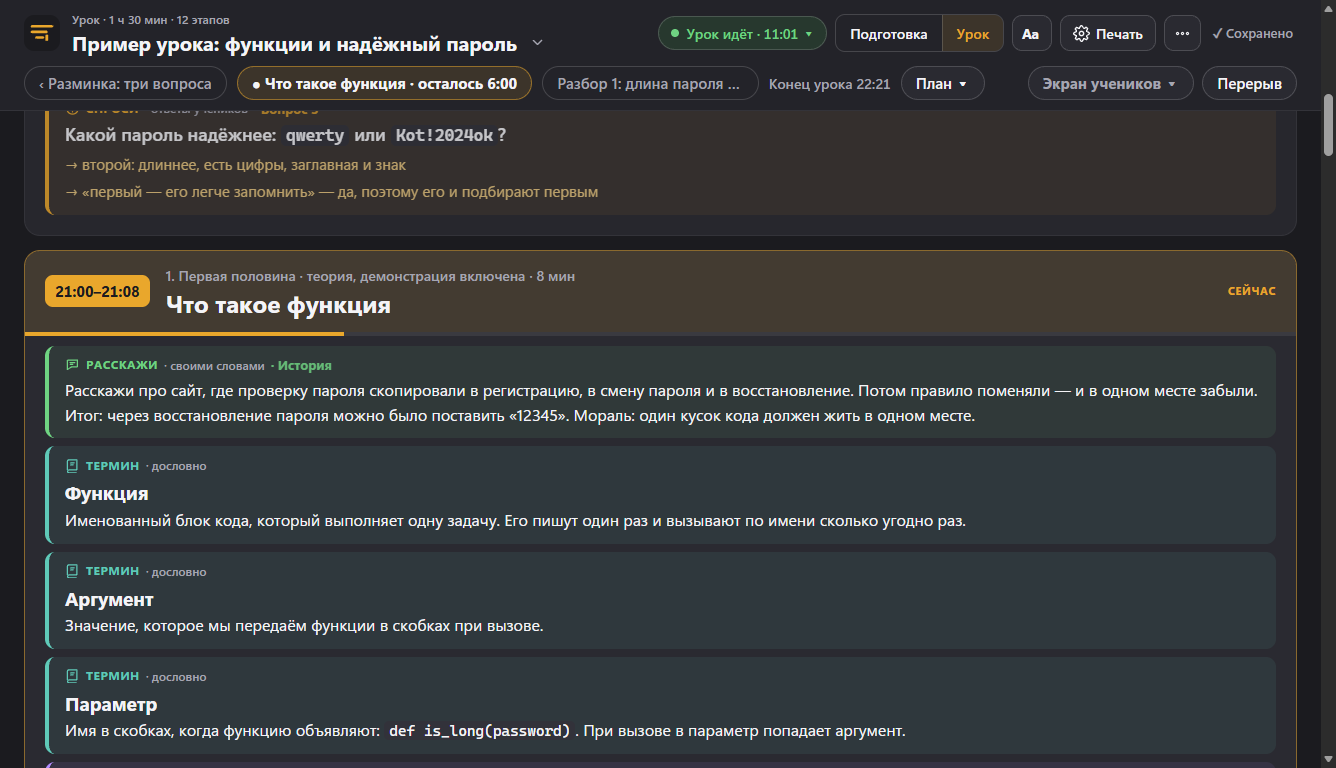 Урок · 1 ч 30 мин · 12 этапов
Пример урока: функции и надёжный пароль
Урок идёт · 11:01
Подготовка
Урок
Aa
Печать
✓ Сохранено
‹ Разминка: три вопроса
● Что такое функция · осталось 6:00
Разбор 1: длина пароля ...
Конец урока 22:21
План
Экран учеников
Перерыв
Какой пароль надёжнее: qwerty или Kot!2024ok?
→ второй: длиннее, есть цифры, заглавная и знак
→ «первый — его легче запомнить» — да, поэтому его и подбирают первым
21:00–21:08
1. Первая половина · теория, демонстрация включена · 8 мин
Что такое функция
СЕЙЧАС
РАССКАЖИ · своими словами · История
Расскажи про сайт, где проверку пароля скопировали в регистрацию, в смену пароля и в восстановление. Потом правило поменяли — и в одном месте забыли.
Итог: через восстановление пароля можно было поставить «12345». Мораль: один кусок кода должен жить в одном месте.
ТЕРМИН · дословно
Функция
Именованный блок кода, который выполняет одну задачу. Его пишут один раз и вызывают по имени сколько угодно раз.
ТЕРМИН · дословно
Аргумент
Значение, которое мы передаём функции в скобках при вызове.
ТЕРМИН · дословно
Параметр
Имя в скобках, когда функцию объявляют: def is_long(password). При вызове в параметр попадает аргумент.